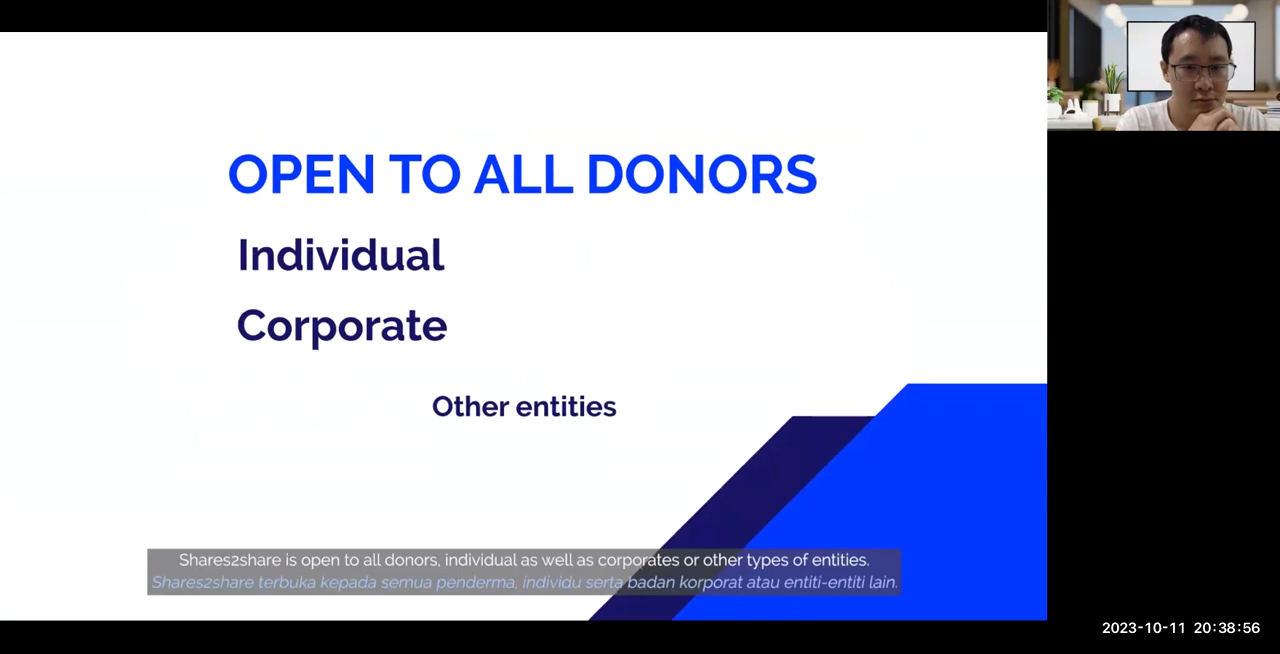 OPEN TO ALL DONORS
Individual
Corporate
Other entities
Shares2share is open to all donors, individual as well as corporates or other types of entities.
Shares2share terbuka kepada semua penderma, individu serta badan korporat atau entiti-entiti lain.
2023-10-11 20:38:56